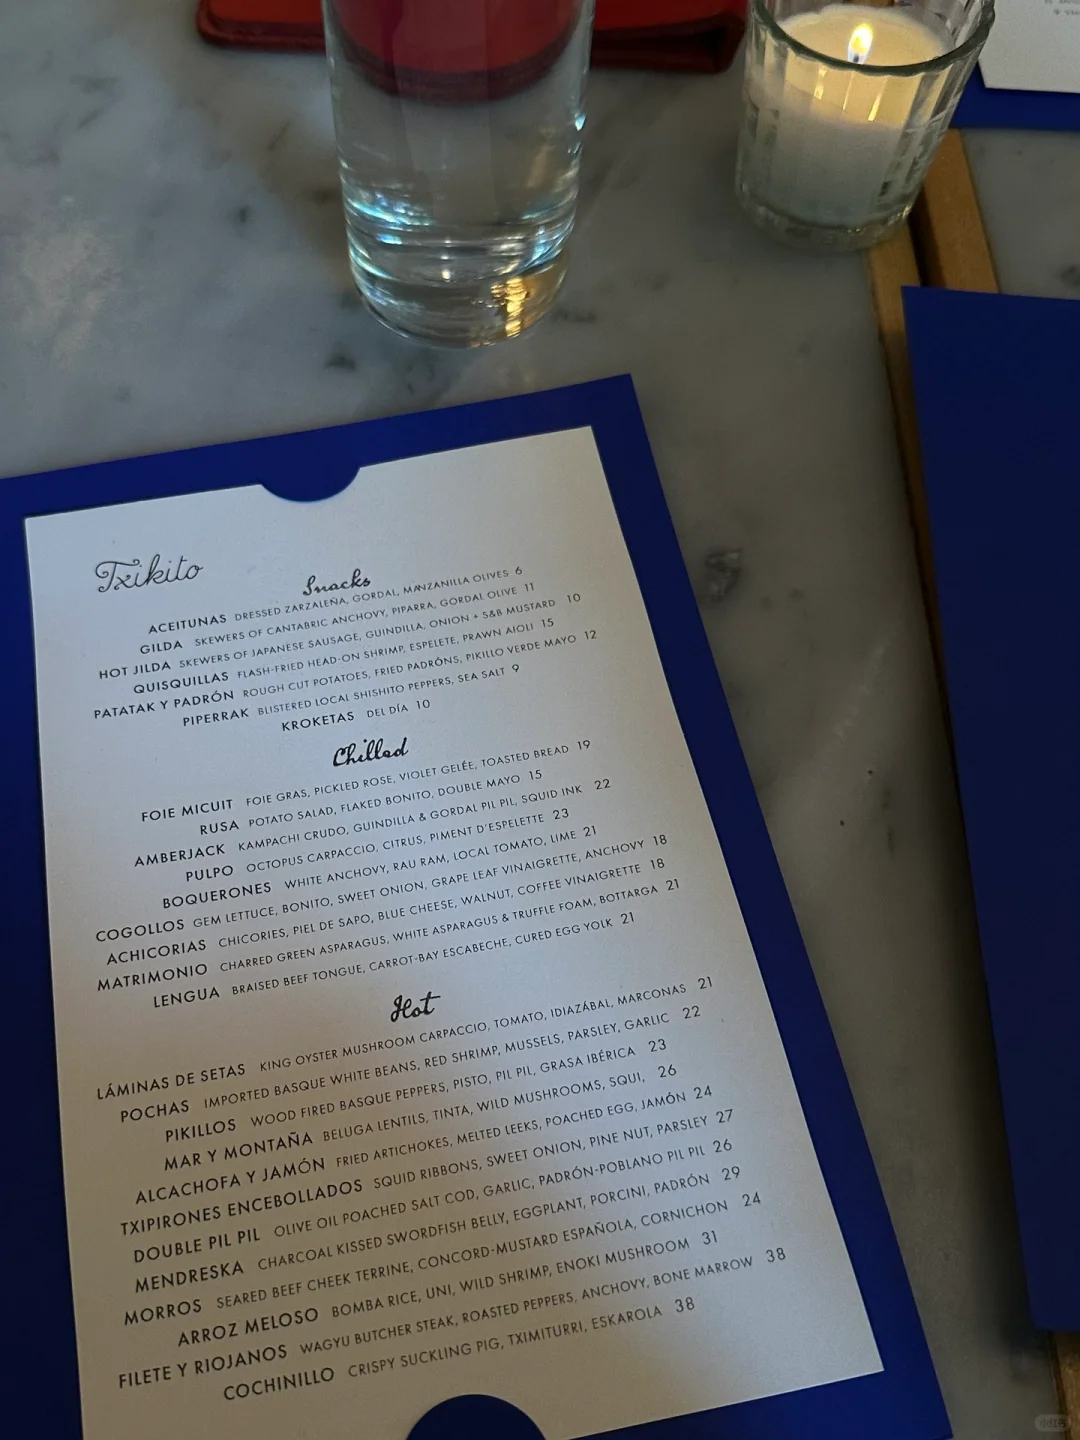 Txikito
Snacks
ACEITUNAS DRESSED ZARZALEÑA, GORDAL, MANZANILLA OLIVES 6
GILDA SKEWERS OF CANTABRIC ANCHOVY, PIPARRA, GORDAL OLIVE 11
HOT JILDA SKEWERS OF JAPANESE SAUSAGE, GUINDILLA, ONION + S&B MUSTARD 10
QUISQUILLAS FLASH-FRIED HEAD-ON SHRIMP, ESPELETE, PRAWN AIOLI 15
PATATAK Y PADRÓN ROUGH CUT POTATOES, FRIED PADRÓNS, PIKILLO VERDE MAYO 12
PIPERRAK BLISTERED LOCAL SHISHITO PEPPERS, SEA SALT 9
KROKETAS DEL DÍA 10
Chilled
FOIE MICUIT FOIE GRAS, PICKLED ROSE, VIOLET GELÉE, TOASTED BREAD 19
RUSA POTATO SALAD, FLAKED BONITO, DOUBLE MAYO 15
AMBERJACK KAMPACHI CRUDO, GUINDILLA & GORDAL PIL PIL, SQUID INK 22
PULPO OCTOPUS CARPACCIO, CITRUS, PIMENT D'ESPELETTE 23
BOQUERONES WHITE ANCHOVY, RAU RAM, LOCAL TOMATO, LIME 21
COGOLLOS GEM LETTUCE, BONITO, SWEET ONION, GRAPE LEAF VINAIGRETTE, ANCHOVY 18
ACHICORIAS CHICORIES, PIEL DE SAPO, BLUE CHEESE, WALNUT, COFFEE VINAIGRETTE 18
MATRIMONIO CHARRED GREEN ASPARAGUS, WHITE ASPARAGUS & TRUFFLE FOAM, BOTTARGA 21
LENGUA BRAISED BEEF TONGUE, CARROT-BAY ESCABECHE, CURED EGG YOLK 21
Hot
LÁMINAS DE SETAS KING OYSTER MUSHROOM CARPACCIO, TOMATO, IDIAZÁBAL, MARCONAS 21
POCHAS IMPORTED BASQUE WHITE BEANS, RED SHRIMP, MUSSELS, PARSLEY, GARLIC 22
PIKILLOS WOOD FIRED BASQUE PEPPERS, PISTO, PIL PIL, GRASA IBÉRICA 23
MAR Y MONTAÑA BELUGA LENTILS, TINTA, WILD MUSHROOMS, SQUI, 26
ALCACHOFA Y JAMÓN FRIED ARTICHOKES, MELTED LEEKS, POACHED EGG, JAMÓN 24
TXIPIRONES ENCEBOLLADOS SQUID RIBBONS, SWEET ONION, PINE NUT, PARSLEY 27
DOUBLE PIL PIL OLIVE OIL POACHED SALT COD, GARLIC, PADRÓN-POBLANO PIL PIL 26
MENDRESKA CHARCOAL KISSED SWORDFISH BELLY, EGGPLANT, PORCINI, PADRÓN 29
MORROS SEARED BEEF CHEEK TERRINE, CONCORD-MUSTARD ESPAÑOLA, CORNICHON 24
ARROZ MELOSO BOMBA RICE, UNI, WILD SHRIMP, ENOKI MUSHROOM 31
FILETE Y RIOJANOS WAGYU BUTCHER STEAK, ROASTED PEPPERS, ANCHOVY, BONE MARROW 38
COCHINILLO CRISPY SUCKLING PIG, TXIMITURRI, ESKAROLA 38
小红书